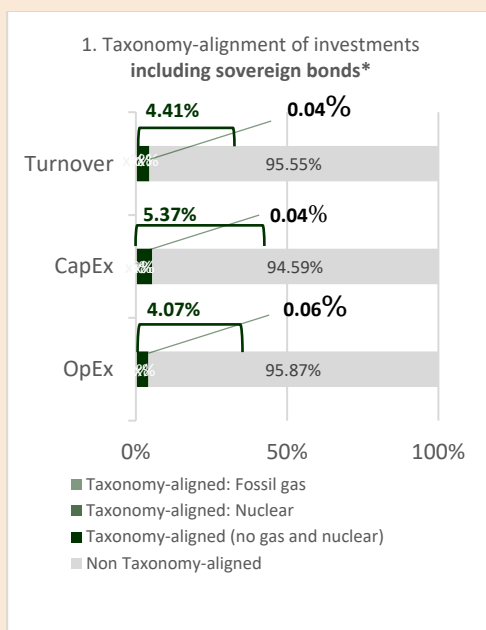 1. Taxonomy-alignment of investments
including sovereign bonds*
4.41%
0.04%
Turnover
95.55%
5.37%
0.04%
CapEx
94.59%
4.07%
0.06%
OpEx
95.87%
0% 50% 100%
Taxonomy-aligned: Fossil gas
Taxonomy-aligned: Nuclear
Taxonomy-aligned (no gas and nuclear)
Non Taxonomy-aligned